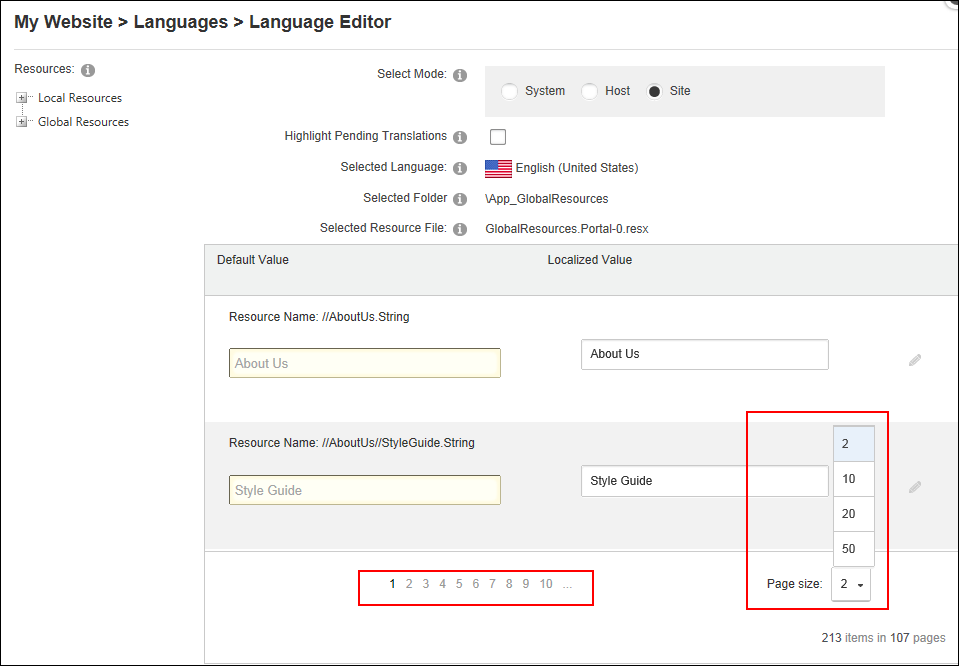 My Website > Languages > Language Editor
Resources:
Local Resources
Global Resources
Select Mode:
System Host Site
Highlight Pending Translations
Selected Language: English (United States)
Selected Folder \App_GlobalResources
Selected Resource File: GlobalResources.Portal-0.resx
Default Value Localized Value
Resource Name: //AboutUs.String
About Us About Us
Resource Name: //AboutUs//StyleGuide.String
Style Guide Style Guide
2
10
20
50
1 2 3 4 5 6 7 8 9 10 ... Page size: 2
213 items in 107 pages